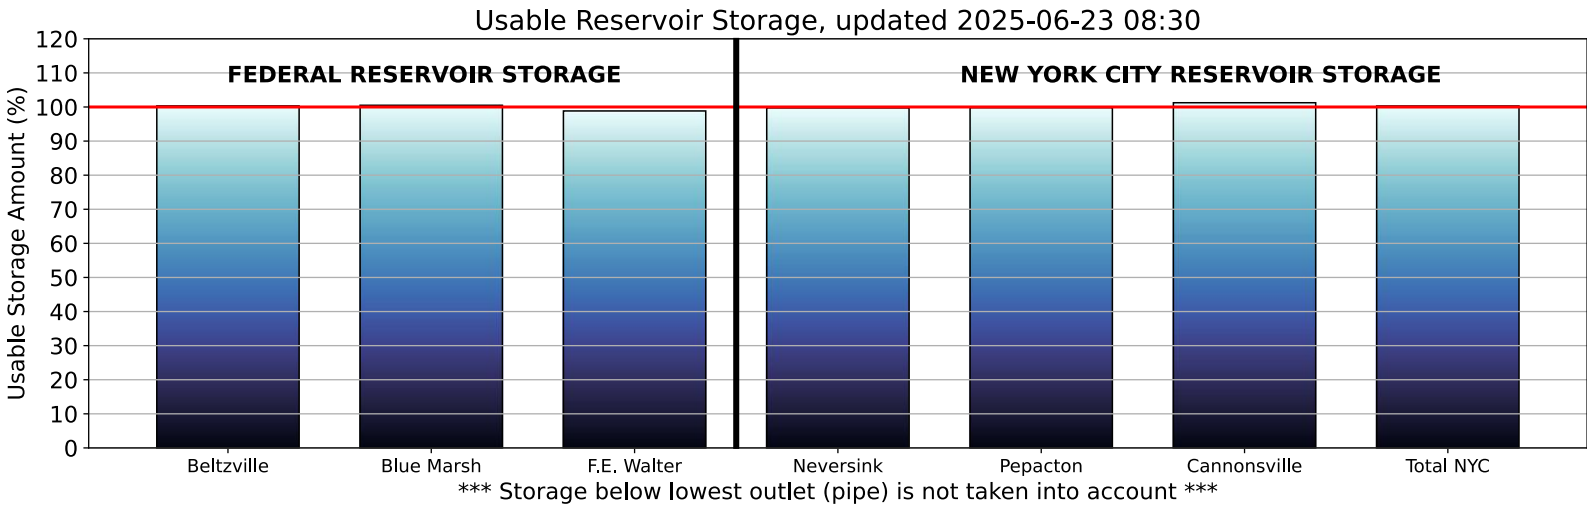 Usable Reservoir Storage, updated 2025-06-23 08:30
FEDERAL RESERVOIR STORAGE
NEW YORK CITY RESERVOIR STORAGE
Usable Storage Amount (%)
120
110
100
90
80
70
60
50
40
30
20
10
0
Beltzville
Blue Marsh
F.E. Walter
Neversink
Pepacton
Cannonsville
Total NYC
*** Storage below lowest outlet (pipe) is not taken into account ***